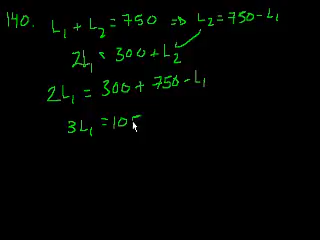 140. L₁ + L₂ = 750 ⇒ L₂ = 750 - L₁
2L₁ = 300 + L₂
2L₁ = 300 + 750 - L₁
3L₁ = 105